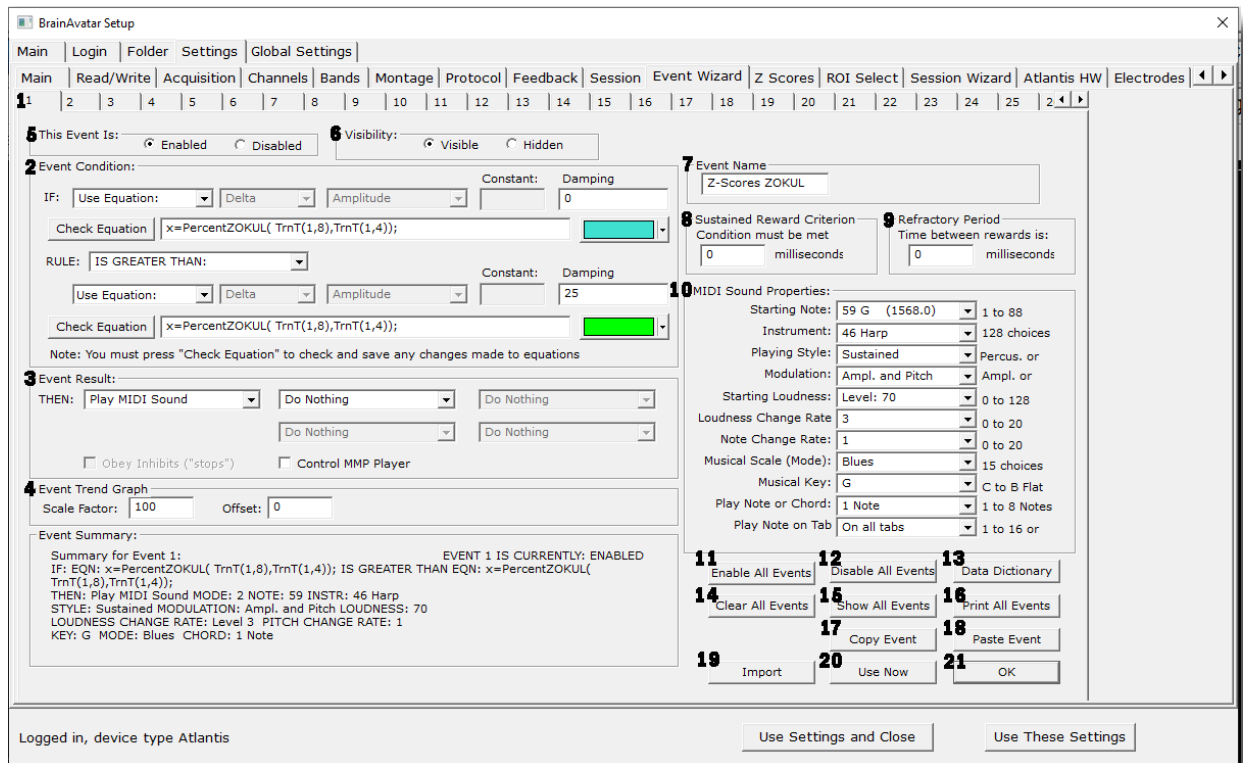 BrainAvatar Setup
Main Login Folder Settings Global Settings
Main Read/Write Acquisition Channels Bands Montage Protocol Feedback Session Event Wizard Z Scores ROI Select Session Wizard Atlantis HW Electrodes
1 1 2 3 4 5 6 7 8 9 10 11 12 13 14 15 16 17 18 19 20 21 22 23 24 25 2
5 This Event Is: Enabled Disabled
6 Visibility: Visible Hidden
2 Event Condition:
Constant: Damping
IF: Use Equation: Delta Amplitude 0
Check Equation x=PercentZOKUL( TrnT(1,8),TrnT(1,4));
RULE: IS GREATER THAN:
Constant: Damping
Use Equation: Delta Amplitude 25
Check Equation x=PercentZOKUL( TrnT(1,8),TrnT(1,4));
Note: You must press "Check Equation" to check and save any changes made to equations
3 Event Result:
THEN: Play MIDI Sound Do Nothing Do Nothing
Do Nothing Do Nothing
Obey Inhibits ("stops") Control MMP Player
4 Event Trend Graph
Scale Factor: 100 Offset: 0
Event Summary:
Summary for Event 1: EVENT 1 IS CURRENTLY: ENABLED
IF: EQN: x=PercentZOKUL( TrnT(1,8),TrnT(1,4)); IS GREATER THAN EQN: x=PercentZOKUL(
TrnT(1,8),TrnT(1,4));
THEN: Play MIDI Sound MODE: 2 NOTE: 59 INSTR: 46 Harp
STYLE: Sustained MODULATION: Ampl. and Pitch LOUDNESS: 70
LOUDNESS CHANGE RATE: Level 3 PITCH CHANGE RATE: 1
KEY: G MODE: Blues CHORD: 1 Note
7 Event Name
Z-Scores ZOKUL
8 Sustained Reward Criterion
Condition must be met
0 milliseconds
9 Refractory Period
Time between rewards is:
0 milliseconds
10 MIDI Sound Properties:
Starting Note: 59 G (1568.0) 1 to 88
Instrument: 46 Harp 128 choices
Playing Style: Sustained Percus. or
Modulation: Ampl. and Pitch Ampl. or
Starting Loudness: Level: 70 0 to 128
Loudness Change Rate 3 0 to 20
Note Change Rate: 1 0 to 20
Musical Scale (Mode): Blues 15 choices
Musical Key: G C to B Flat
Play Note or Chord: 1 Note 1 to 8 Notes
Play Note on Tab On all tabs 1 to 16 or
11 Enable All Events 12 Disable All Events 13 Data Dictionary
14 Clear All Events 15 Show All Events 16 Print All Events
17 Copy Event 18 Paste Event
19 Import 20 Use Now 21 OK
Logged in, device type Atlantis
Use Settings and Close Use These Settings